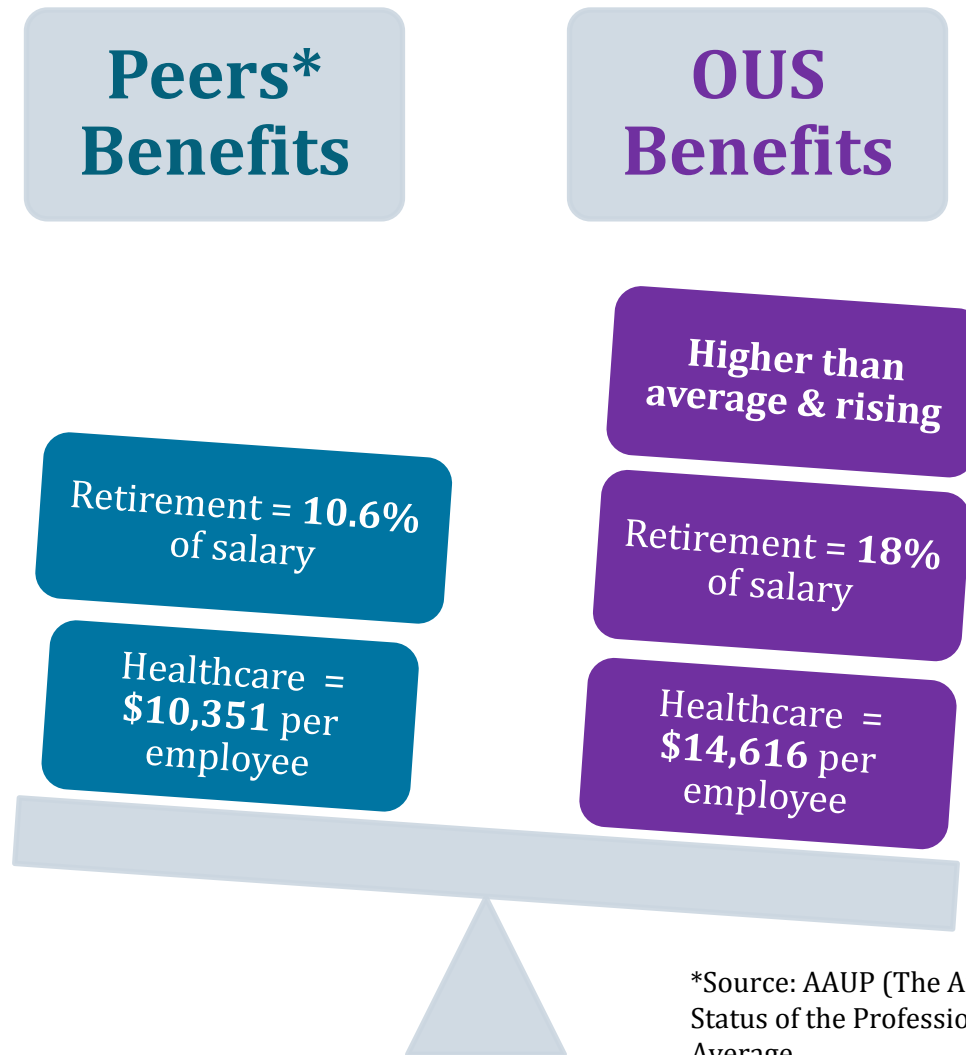 Peers*
Benefits
OUS
Benefits
Higher than
average & rising
Retirement = 10.6%
of salary
Retirement = 18%
of salary
Healthcare =
$10,351 per
employee
Healthcare =
$14,616 per
employee
*Source: AAUP (The
Status of the
Average